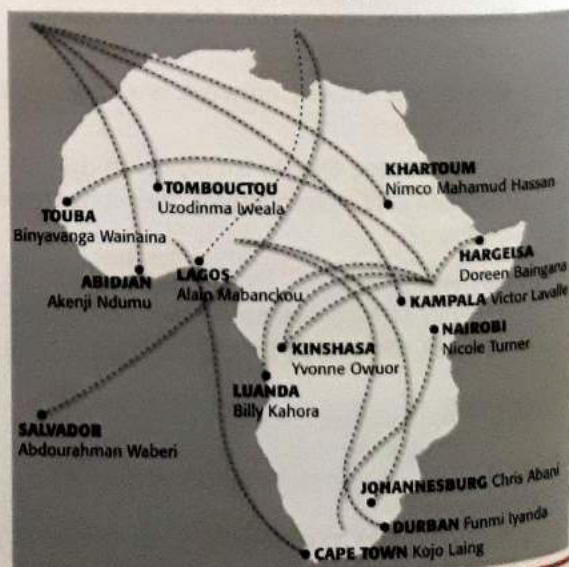 KHARTOUM
Nimco Mahamud Hassan
TOMBOUCTOU
Uzodinma Iweala
TOUBA
Binyavanga Wainaina
HARGEISA
Doreen Baingana
ABIDJAN
Akenji Ndumu
LAGOS
Alain Mabanckou
KAMPALA Victor Lavalle
NAIROBI
Nicole Turner
KINSHASA
Yvonne Owuor
LUANDA
Billy Kahora
SALVADOR
Abdourahman Waberi
JOHANNESBURG Chris Abani
DURBAN Funmi Iyanda
CAPE TOWN Kojo Laing